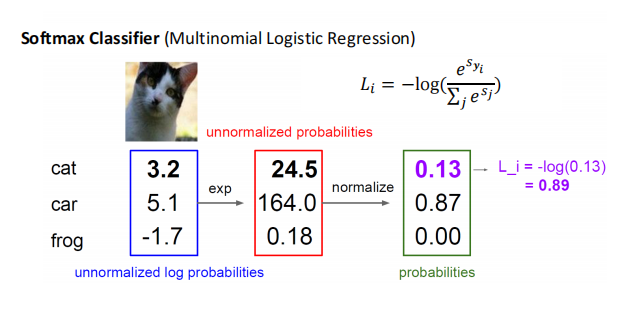 Softmax Classifier (Multinomial Logistic Regression)
L_i = −log(e^{s_{y_i}} / ∑_j e^{s_j})
unnormalized probabilities
cat 3.2 24.5 0.13 L_i = -log(0.13)
= 0.89
exp normalize
car 5.1 164.0 0.87
frog -1.7 0.18 0.00
unnormalized log probabilities probabilities